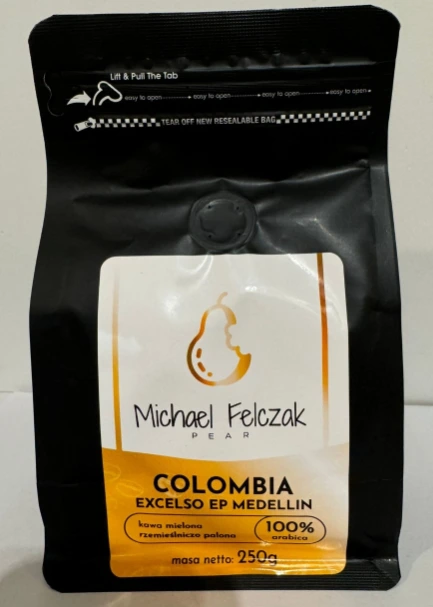 Lift & Pull The Tab
easy to open easy to open easy to open easy to open
TEAR OFF NEW RESEALABLE BAG
Michael Felczak
PEAR
COLOMBIA
EXCELSO EP MEDELLIN
kawa mielona
rzemieślniczo palona
100%
arabica
masa netto: 250g